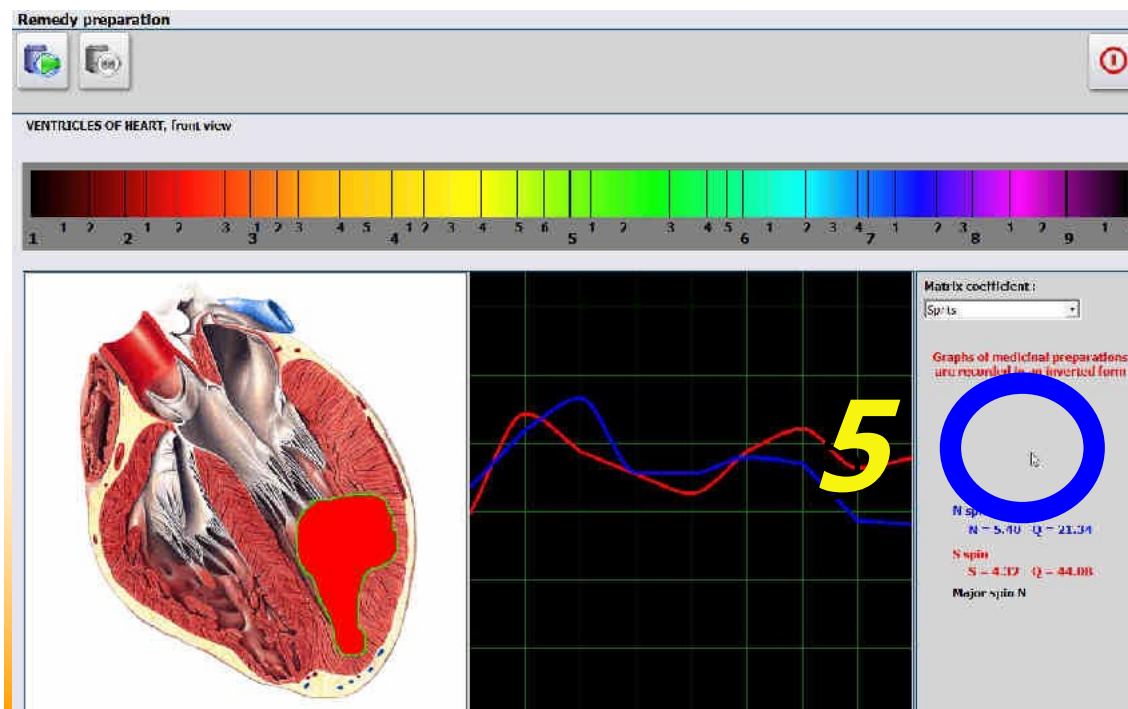 Remedy preparation
VENTRICLES OF HEART, front view
1 2 1 2 3 1 2 3 4 5 1 2 3 4 5 6 1 2 3 4 5 1 2 3 4 2 3 1 2 1
1 2 3 4 5 6 7 8 9
Matrix coefficient :
Sprits
Graphs of medicinal preparations
are recorded in an inverted form
5
N
N = 5.40 Q = 21.34
S spin
S = 4.32 Q = 44.08
Major spin N